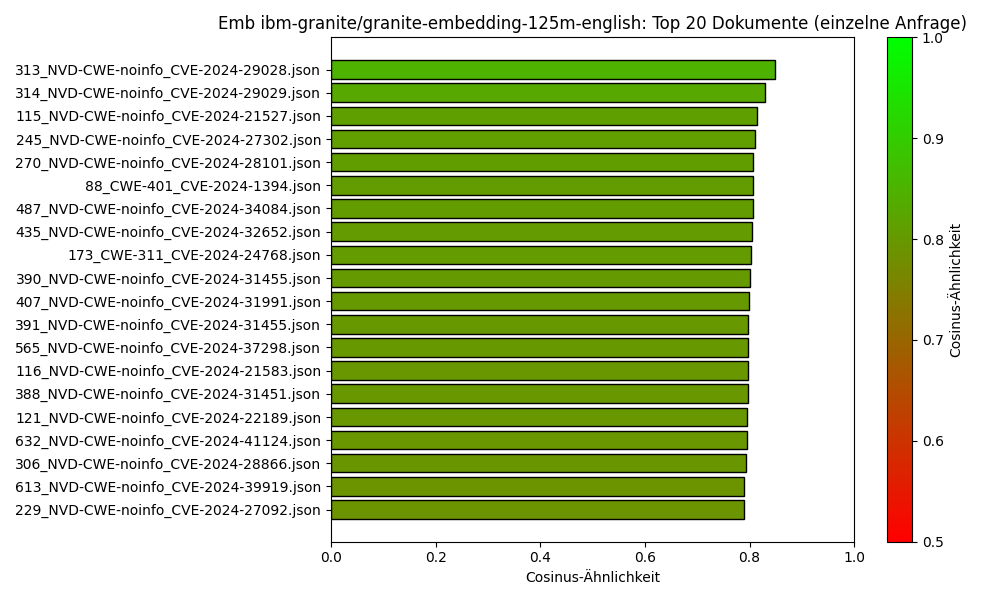 Emb ibm-granite/granite-embedding-125m-english: Top 20 Dokumente (einzelne Anfrage)
313_NVD-CWE-noinfo_CVE-2024-29028.json
314_NVD-CWE-noinfo_CVE-2024-29029.json
115_NVD-CWE-noinfo_CVE-2024-21527.json
245_NVD-CWE-noinfo_CVE-2024-27302.json
270_NVD-CWE-noinfo_CVE-2024-28101.json
88_CWE-401_CVE-2024-1394.json
487_NVD-CWE-noinfo_CVE-2024-34084.json
435_NVD-CWE-noinfo_CVE-2024-32652.json
173_CWE-311_CVE-2024-24768.json
390_NVD-CWE-noinfo_CVE-2024-31455.json
407_NVD-CWE-noinfo_CVE-2024-31991.json
391_NVD-CWE-noinfo_CVE-2024-31455.json
565_NVD-CWE-noinfo_CVE-2024-37298.json
116_NVD-CWE-noinfo_CVE-2024-21583.json
388_NVD-CWE-noinfo_CVE-2024-31451.json
121_NVD-CWE-noinfo_CVE-2024-22189.json
632_NVD-CWE-noinfo_CVE-2024-41124.json
306_NVD-CWE-noinfo_CVE-2024-28866.json
613_NVD-CWE-noinfo_CVE-2024-39919.json
229_NVD-CWE-noinfo_CVE-2024-27092.json
0.0 0.2 0.4 0.6 0.8 1.0
Cosinus-Ähnlichkeit
1.0
0.9
0.8
0.7
0.6
0.5
Cosinus-Ähnlichkeit